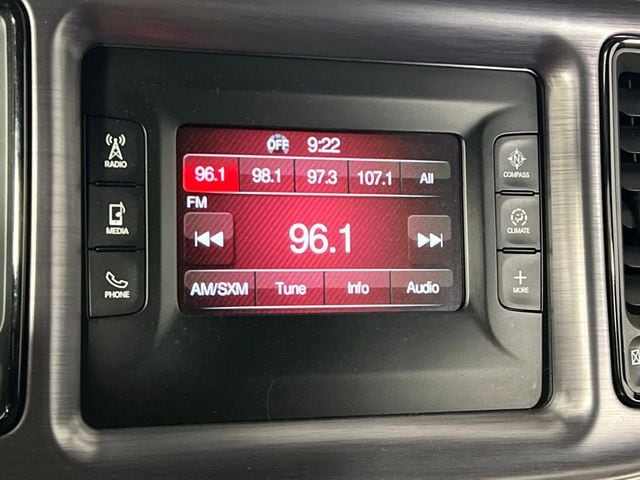 OFF 9:22
96.1 98.1 97.3 107.1 All
FM
96.1
AM/SXM Tune Info Audio
RADIO
MEDIA
PHONE
N
COMPASS
CLIMATE
MORE